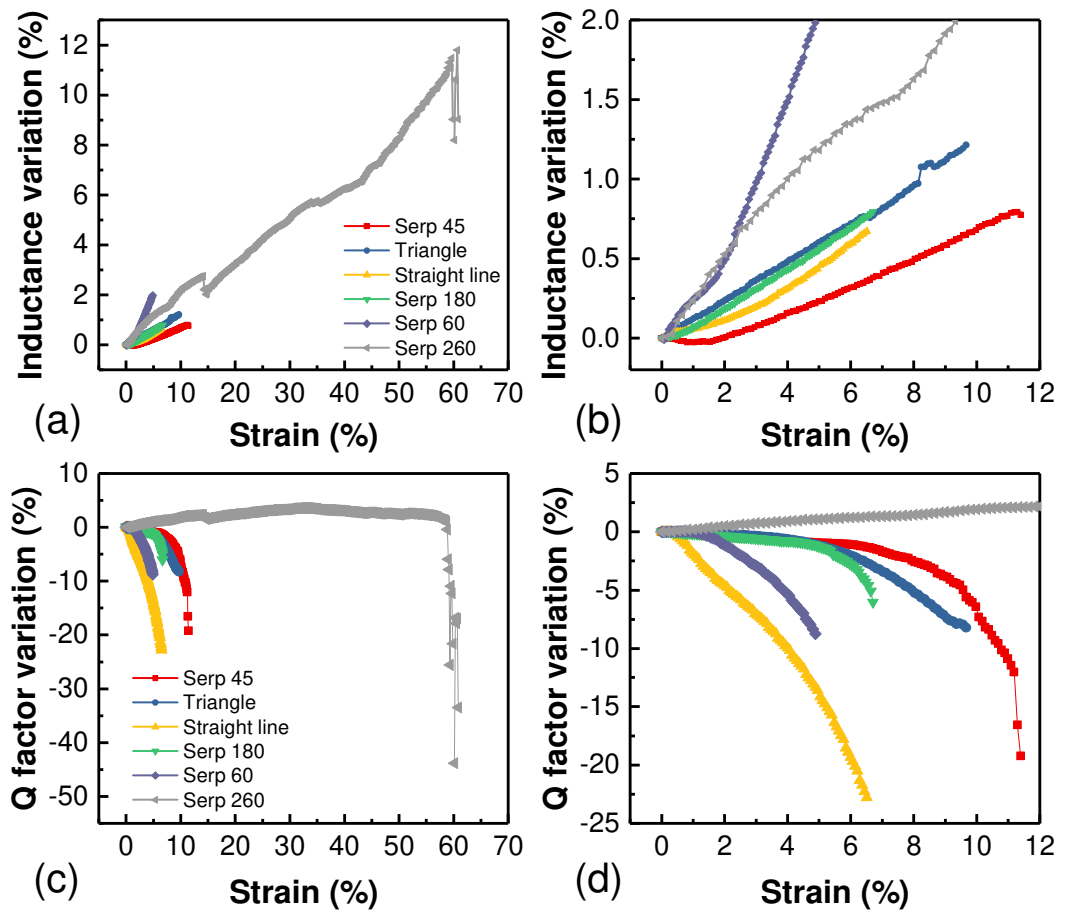 Inductance variation (%)
12
10
8
6
4
2
0
Serp 45
Triangle
Straight line
Serp 180
Serp 60
Serp 260
0 10 20 30 40 50 60 70
(a)
Strain (%)
Inductance variation (%)
2.0
1.5
1.0
0.5
0.0
0 2 4 6 8 10 12
(b)
Strain (%)
Q factor variation (%)
10
0
-10
-20
-30
-40
-50
Serp 45
Triangle
Straight line
Serp 180
Serp 60
Serp 260
0 10 20 30 40 50 60 70
(c)
Strain (%)
Q factor variation (%)
5
0
-5
-10
-15
-20
-25
0 2 4 6 8 10 12
(d)
Strain (%)